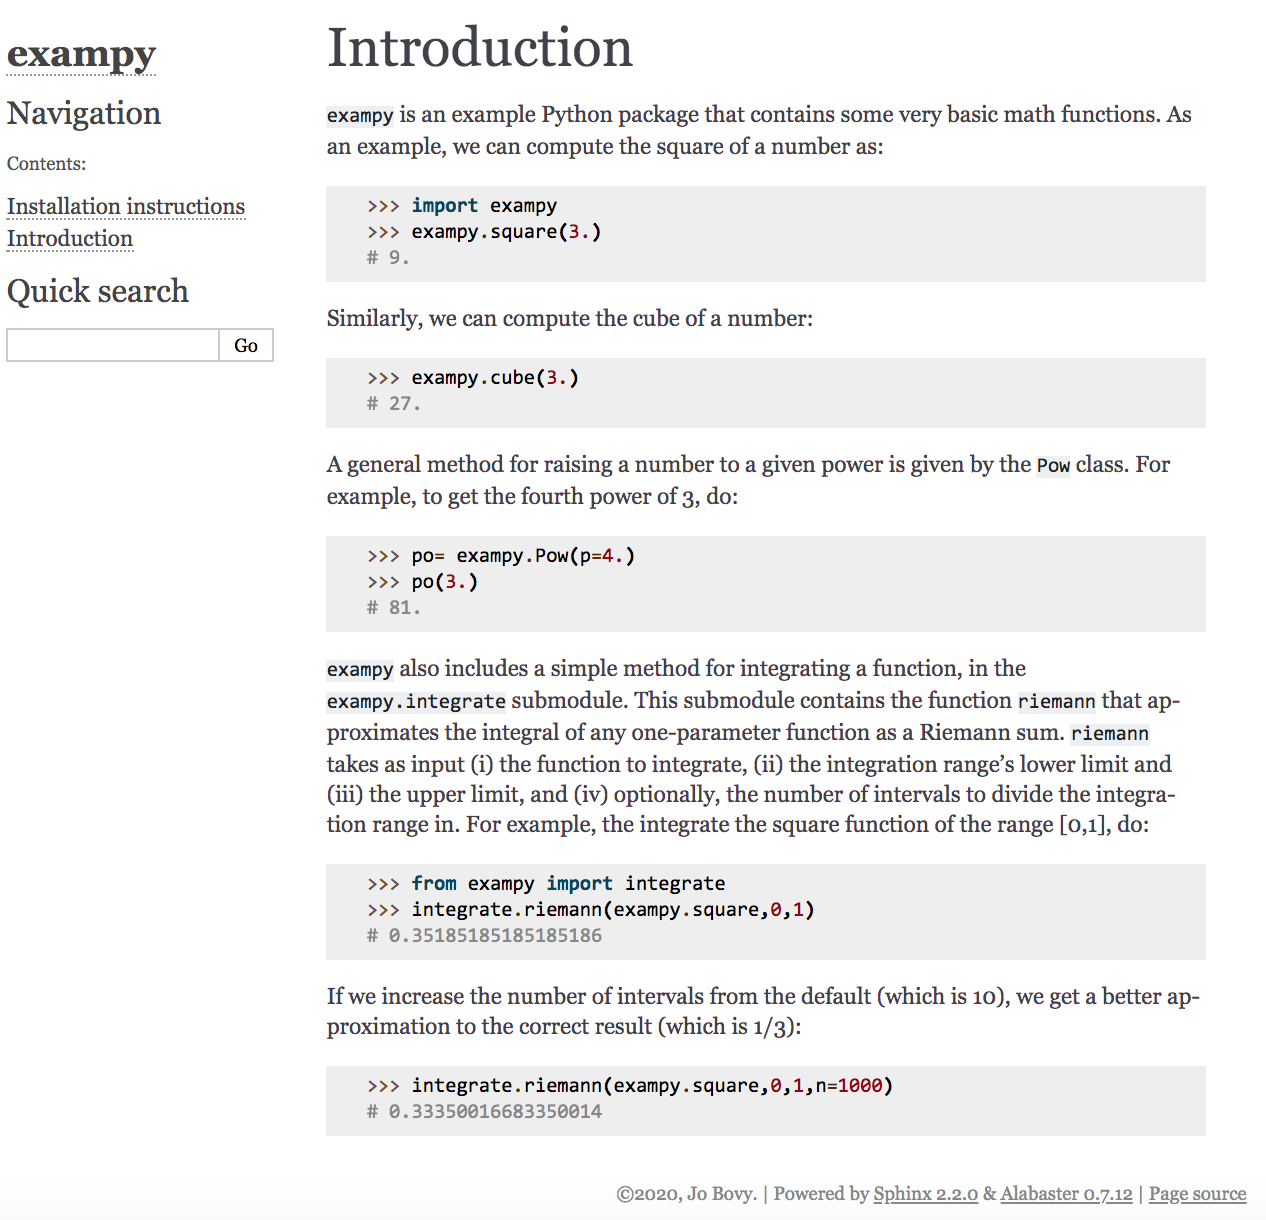 exampy
Navigation
Contents:
Installation instructions
Introduction
Quick search
Go
Introduction
exampy is an example Python package that contains some very basic math functions. As
an example, we can compute the square of a number as:
>>> import exampy
>>> exampy.square(3.)
# 9.
Similarly, we can compute the cube of a number:
>>> exampy.cube(3.)
# 27.
A general method for raising a number to a given power is given by the Pow class. For
example, to get the fourth power of 3, do:
>>> po= exampy.Pow(p=4.)
>>> po(3.)
# 81.
exampy also includes a simple method for integrating a function, in the
exampy.integrate submodule. This submodule contains the function riemann that ap-
proximates the integral of any one-parameter function as a Riemann sum. riemann
takes as input (i) the function to integrate, (ii) the integration range’s lower limit and
(iii) the upper limit, and (iv) optionally, the number of intervals to divide the integra-
tion range in. For example, the integrate the square function of the range [0,1], do:
>>> from exampy import integrate
>>> integrate.riemann(exampy.square,0,1)
# 0.35185185185185186
If we increase the number of intervals from the default (which is 10), we get a better ap-
proximation to the correct result (which is 1/3):
>>> integrate.riemann(exampy.square,0,1,n=1000)
# 0.33350016683350014
©2020, Jo Bovy. | Powered by Sphinx 2.2.0 & Alabaster 0.7.12 | Page source